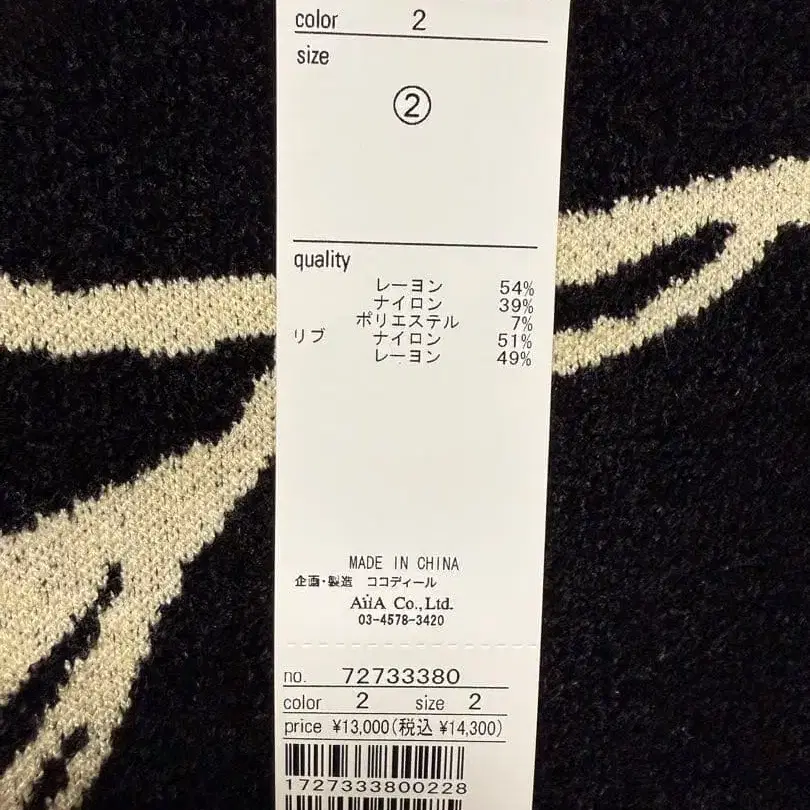 color 2
size
②
quality
レーヨン 54%
ナイロン 39%
ポリエステル 7%
リブ ナイロン 51%
レーヨン 49%
MADE IN CHINA
企画・製造 ココディール
AiiA Co.,Ltd.
03-4578-3420
no. 72733380
color 2 size 2
price ¥13,000(税込 ¥14,300)
1727333800228